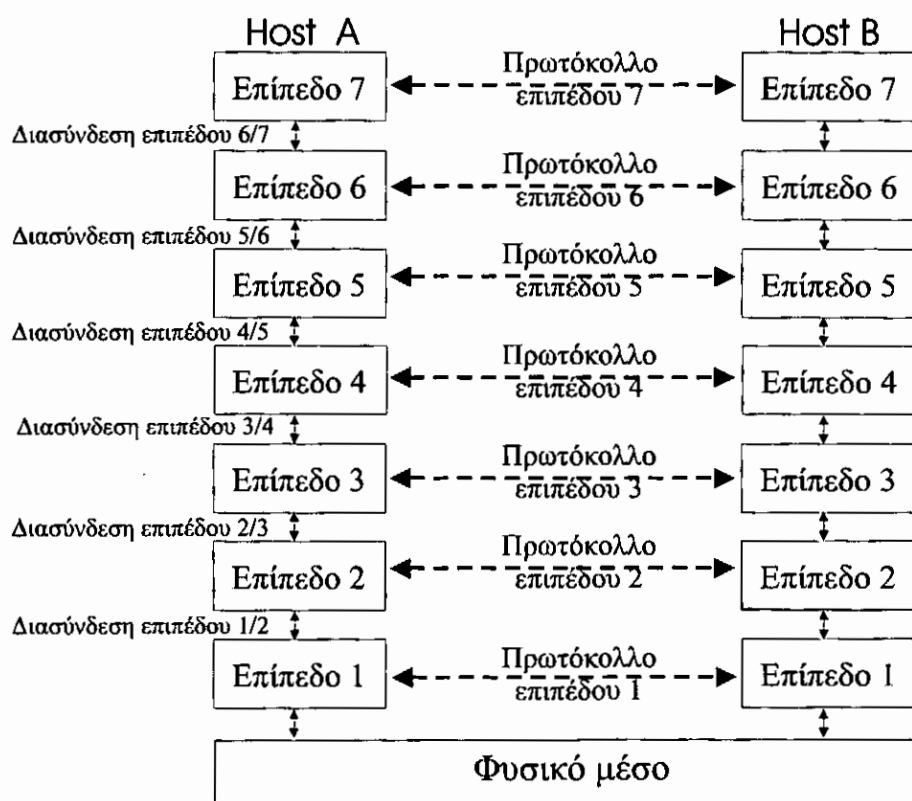 Host A
Host B
Επίπεδο 7
Πρωτόκολλο
επιπέδου 7
Επίπεδο 7
Διασύνδεση επιπέδου 6/7
Επίπεδο 6
Πρωτόκολλο
επιπέδου 6
Επίπεδο 6
Διασύνδεση επιπέδου 5/6
Επίπεδο 5
Πρωτόκολλο
επιπέδου 5
Επίπεδο 5
Διασύνδεση επιπέδου 4/5
Επίπεδο 4
Πρωτόκολλο
επιπέδου 4
Επίπεδο 4
Διασύνδεση επιπέδου 3/4
Επίπεδο 3
Πρωτόκολλο
επιπέδου 3
Επίπεδο 3
Διασύνδεση επιπέδου 2/3
Επίπεδο 2
Πρωτόκολλο
επιπέδου 2
Επίπεδο 2
Διασύνδεση επιπέδου 1/2
Επίπεδο 1
Πρωτόκολλο
επιπέδου 1
Επίπεδο 1
Φυσικό μέσο